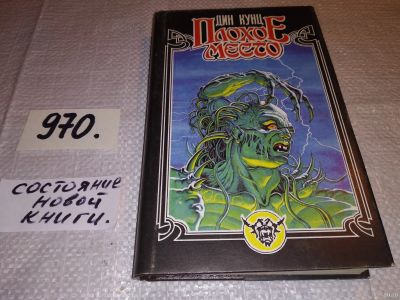 ДИН КУНЦ
ПЛОХОЕ
МЕСТО
970.
СОСТОЯНИЕ
НОВОЙ
КНИГИ.